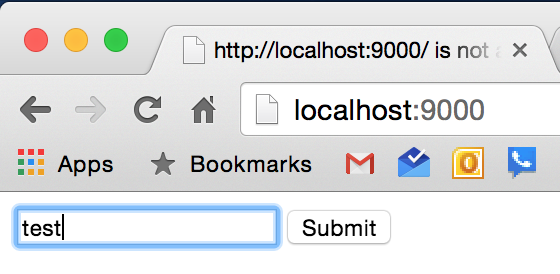 http://localhost:9000/ is not
localhost:9000
Apps Bookmarks
test Submit